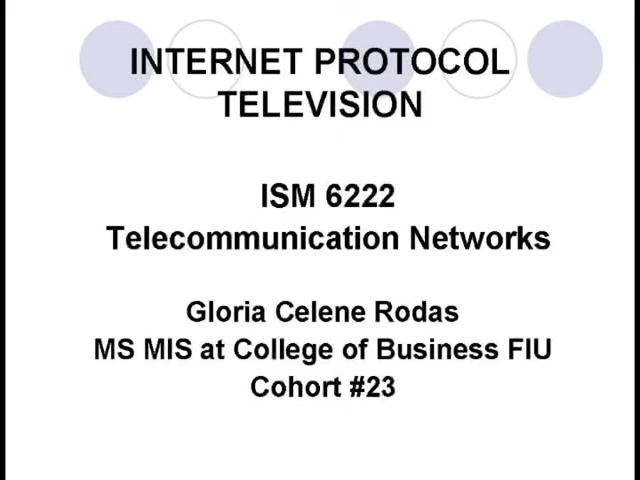 INTERNET PROTOCOL
TELEVISION
ISM 6222
Telecommunication Networks
Gloria Celene Rodas
MS MIS at College of Business FIU
Cohort #23